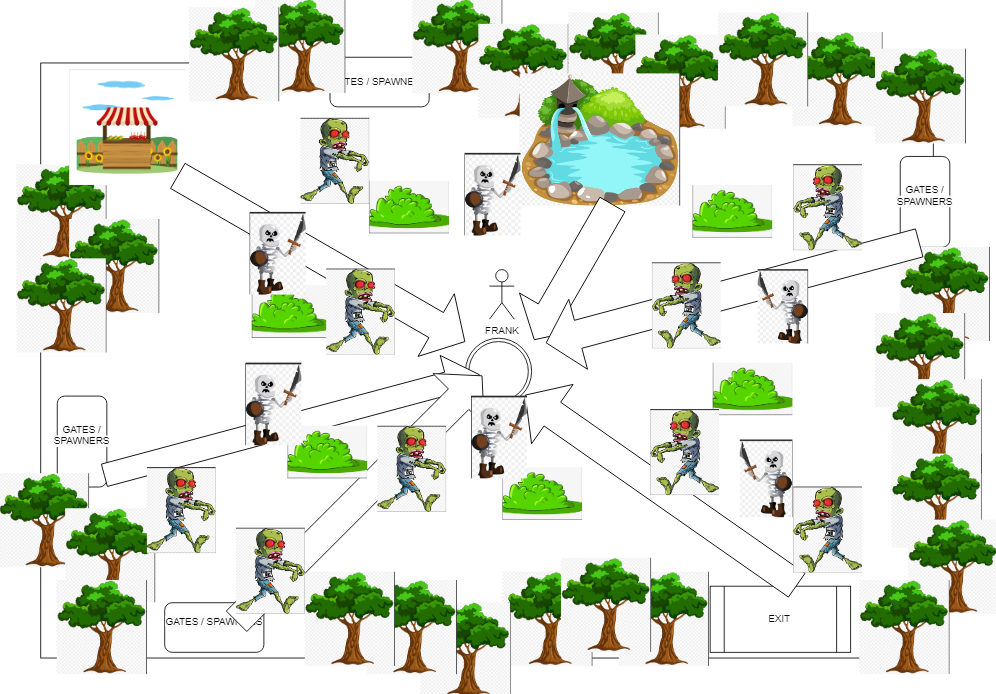 TES / SPAWNE
GATES /
SPAWNERS
FRANK
GATES /
SPAWNERS
GATES / SPAW
S
EXIT